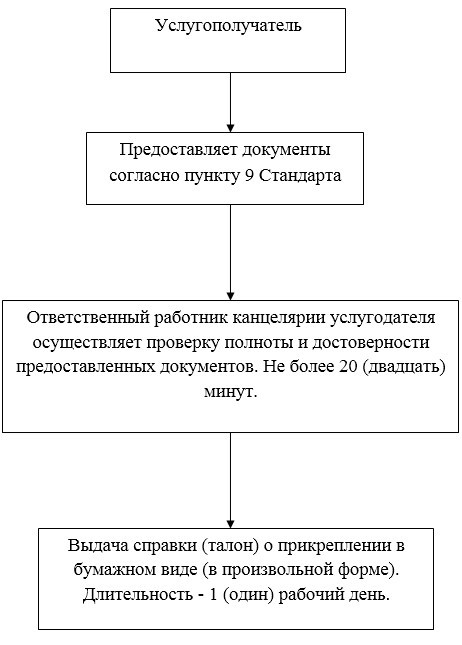 Услугополучатель
Предоставляет документы
согласно пункту 9 Стандарта
Ответственный работник канцелярии услугодателя
осуществляет проверку полноты и достоверности
предоставленных документов. Не более 20 (двадцать)
минут.
Выдача справки (талон) о прикреплении в
бумажном виде (в произвольной форме).
Длительность - 1 (один) рабочий день.